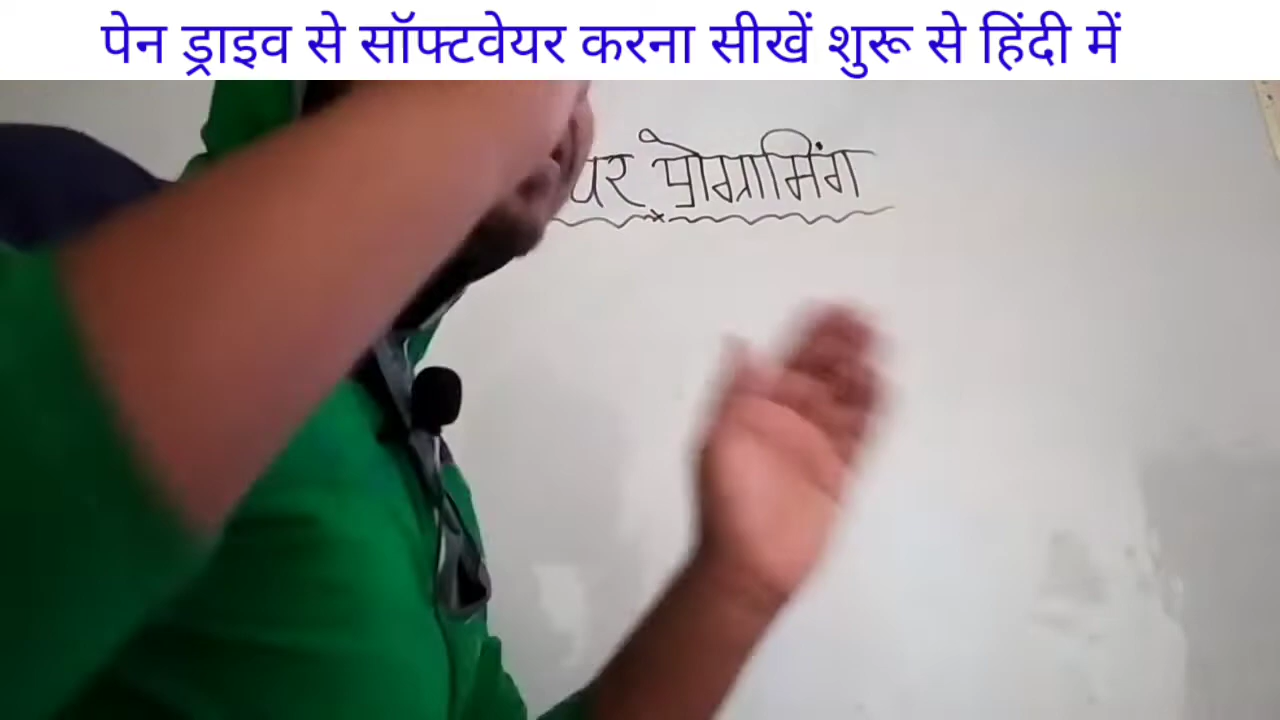 पेन ड्राइव से सॉफ्टवेयर करना सीखें शुरू से हिंदी में
प्रोग्रामिंग